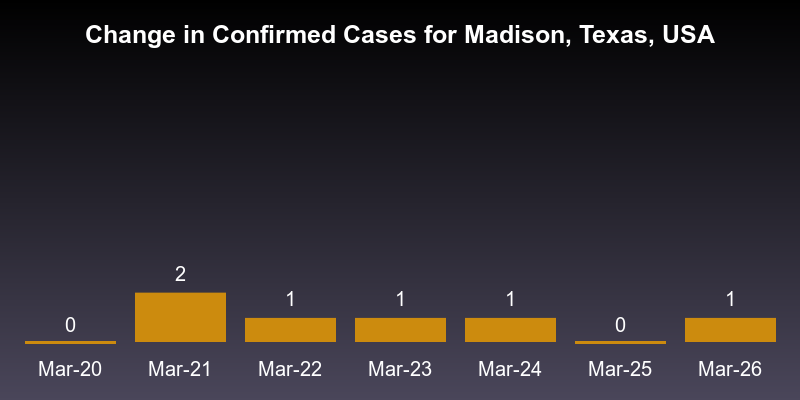 Change in Confirmed Cases for Madison, Texas, USA
0 2 1 1 1 0 1
Mar-20 Mar-21 Mar-22 Mar-23 Mar-24 Mar-25 Mar-26